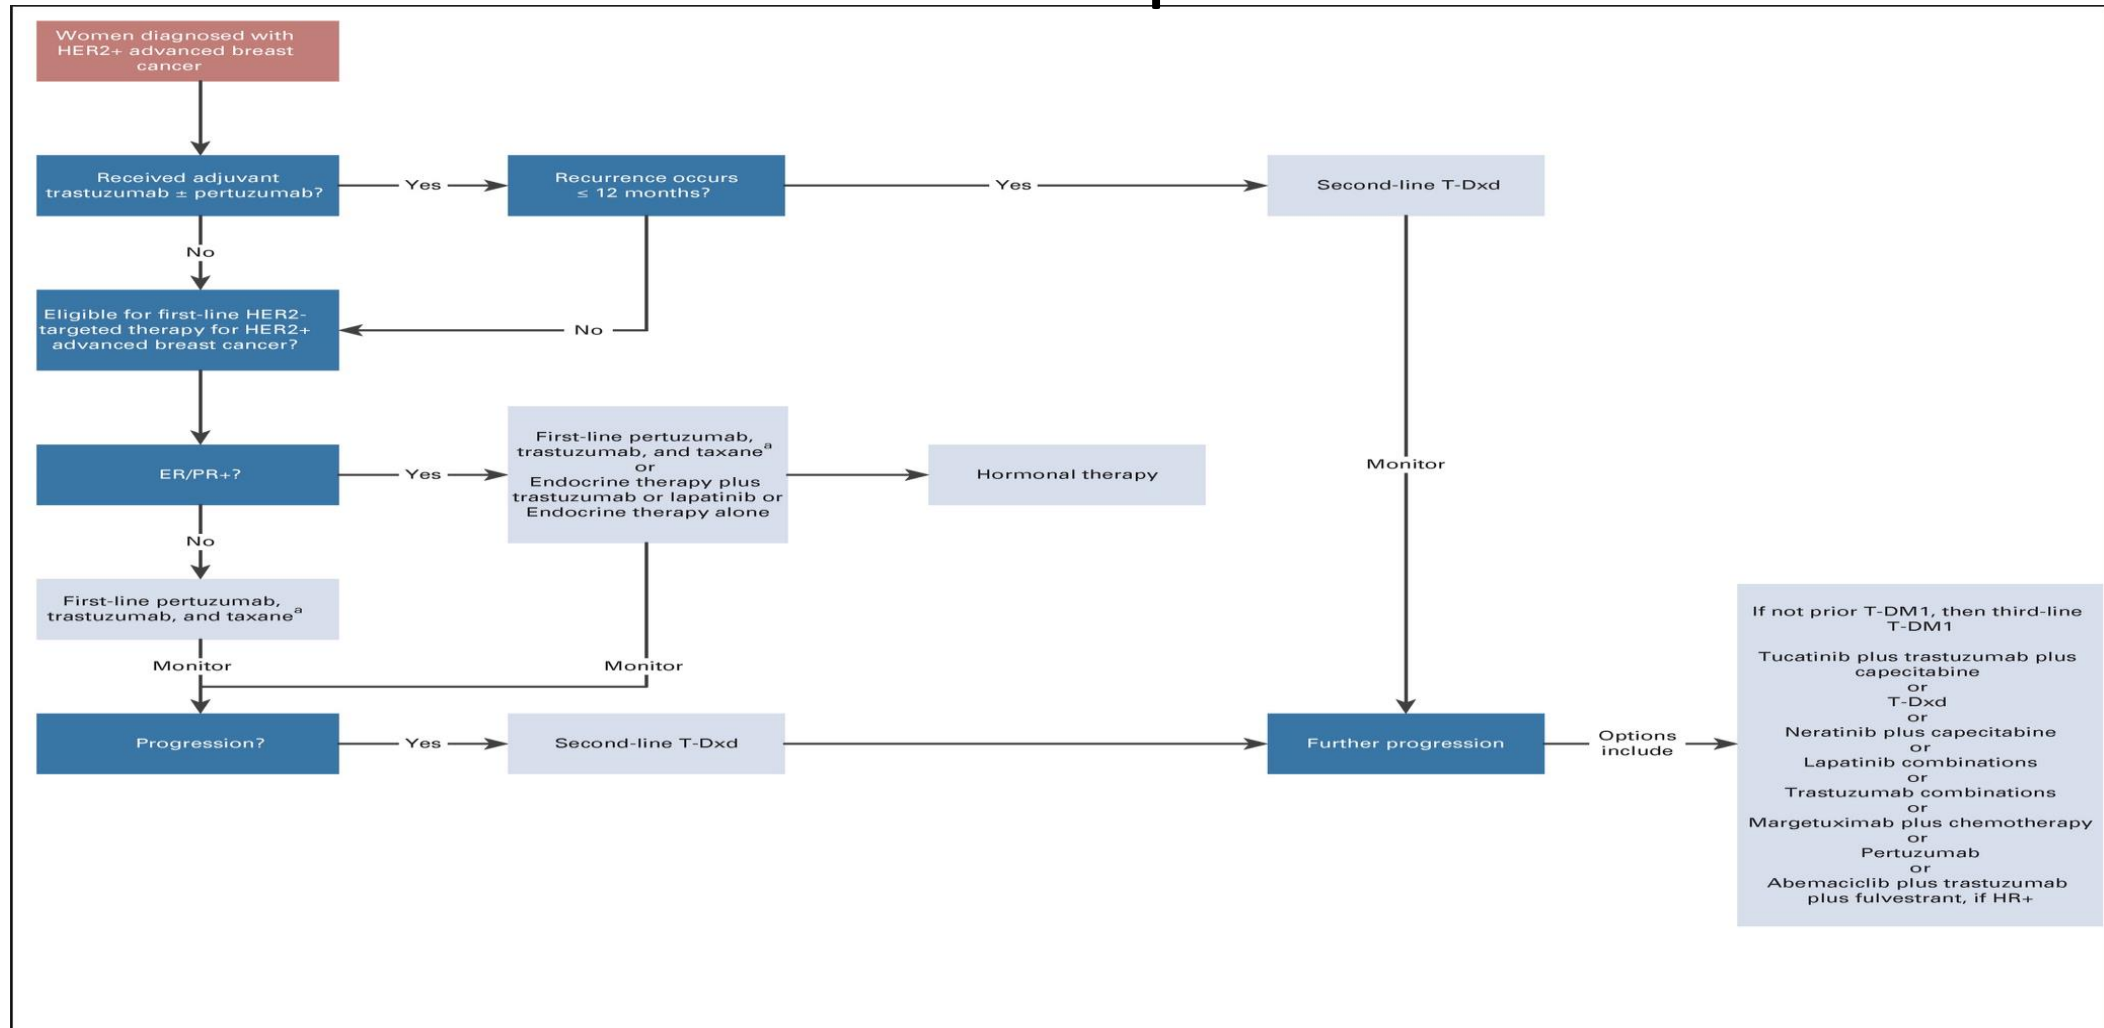 Women diagnosed with
HER2+ advanced breast
cancer
Received adjuvant
trastuzumab ± pertuzumab?
Yes
Recurrence occurs
≤ 12 months?
Yes
Second-line T-Dxd
No
Eligible for first-line HER2-
targeted therapy for HER2+
advanced breast cancer?
No
ER/PR+?
Yes
First-line pertuzumab,
trastuzumab, and taxaneᵃ
or
Endocrine therapy plus
trastuzumab or lapatinib or
Endocrine therapy alone
Hormonal therapy
Monitor
No
First-line pertuzumab,
trastuzumab, and taxaneᵃ
Monitor
Monitor
Progression?
Yes
Second-line T-Dxd
Further progression
Options
include
If not prior T-DM1, then third-line
T-DM1
Tucatinib plus trastuzumab plus
capecitabine
or
T-Dxd
or
Neratinib plus capecitabine
or
Lapatinib combinations
or
Trastuzumab combinations
or
Margetuximab plus chemotherapy
or
Pertuzumab
or
Abemaciclib plus trastuzumab
plus fulvestrant, if HR+